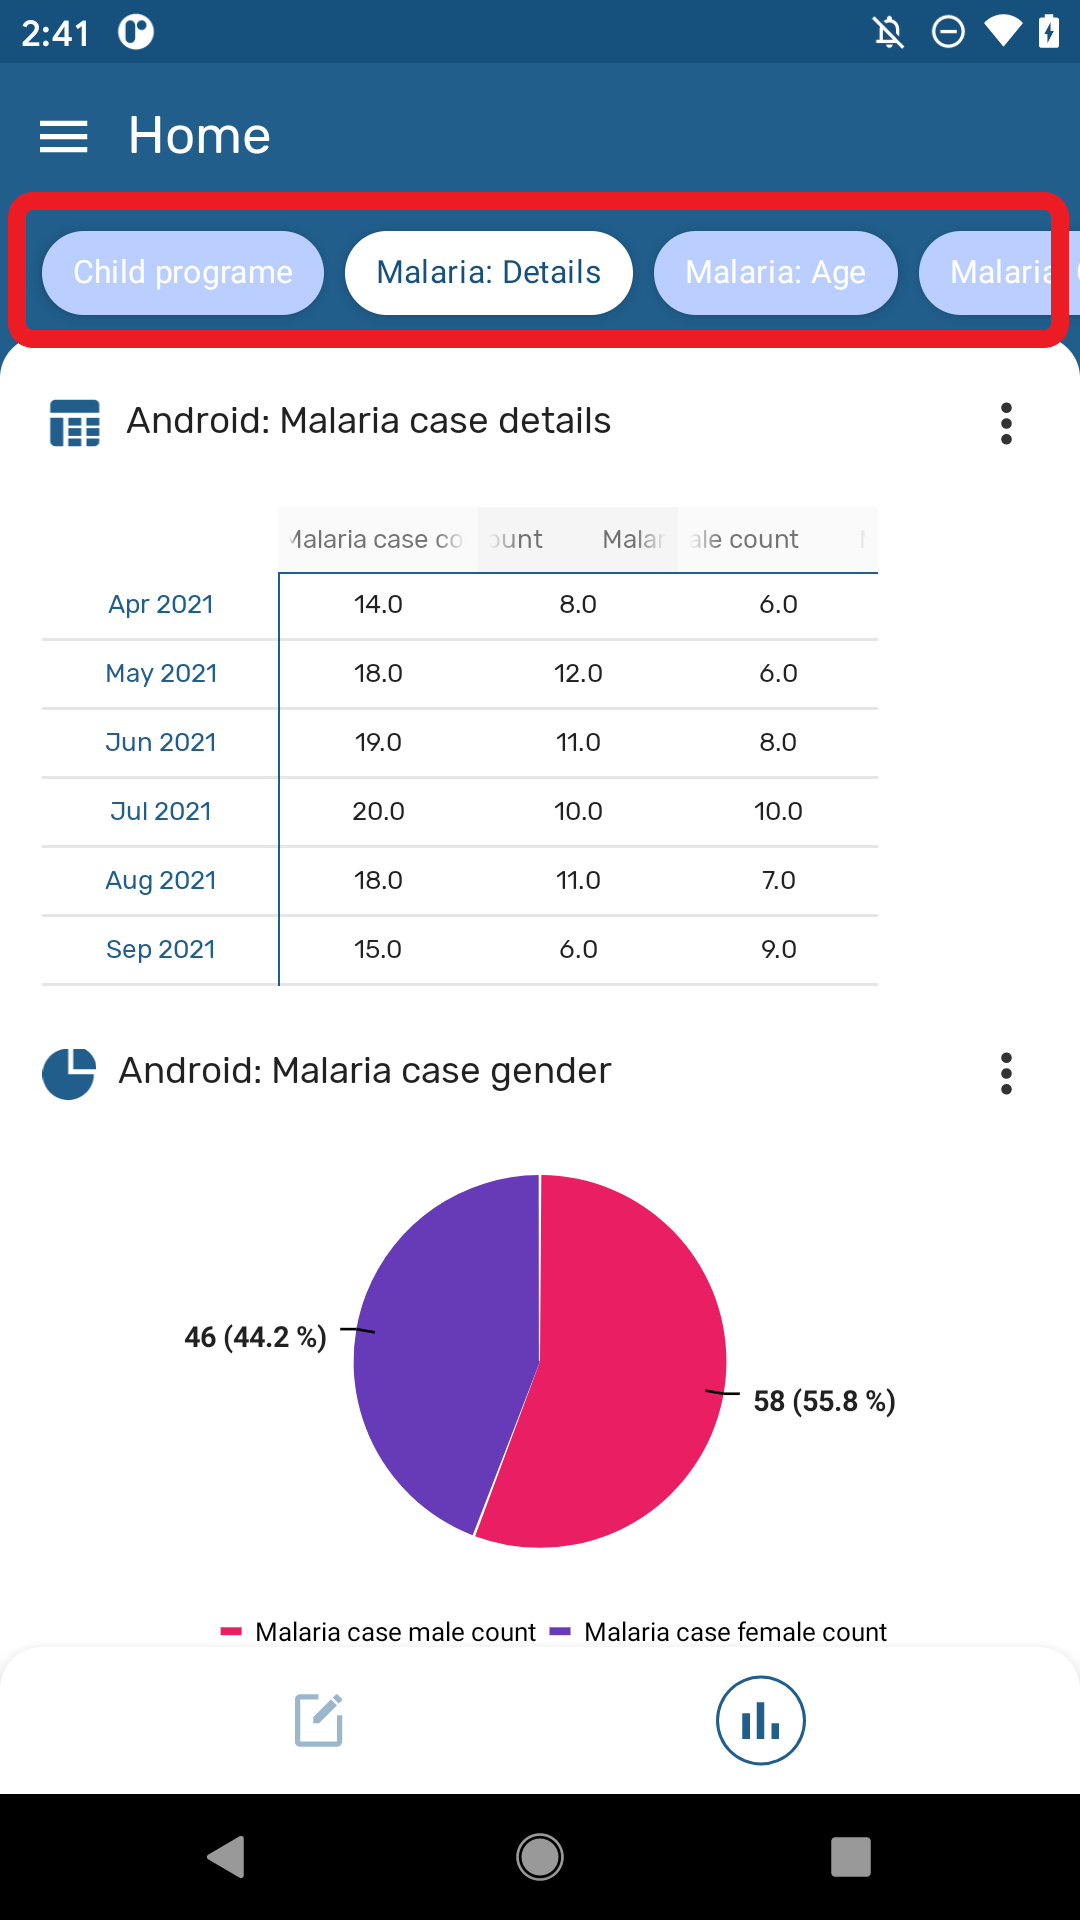 2:41
Home
Child programe Malaria: Details Malaria: Age Malaria
Android: Malaria case details
Malaria case co ount Malar ale count
Apr 2021 14.0 8.0 6.0
May 2021 18.0 12.0 6.0
Jun 2021 19.0 11.0 8.0
Jul 2021 20.0 10.0 10.0
Aug 2021 18.0 11.0 7.0
Sep 2021 15.0 6.0 9.0
Android: Malaria case gender
46 (44.2 %)
58 (55.8 %)
Malaria case male count Malaria case female count